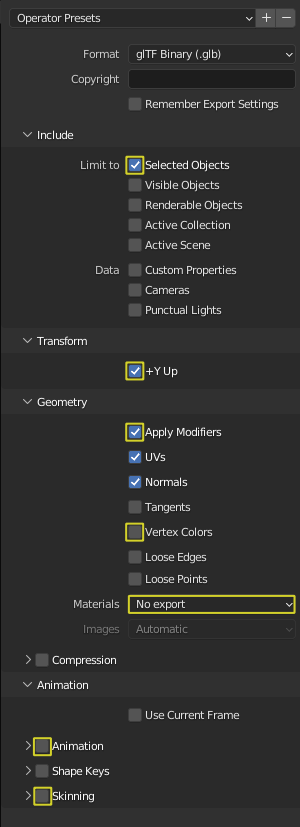 Operator Presets
Format glTF Binary (.glb)
Copyright
Remember Export Settings
Include
Limit to Selected Objects
Visible Objects
Renderable Objects
Active Collection
Active Scene
Data Custom Properties
Cameras
Punctual Lights
Transform
+Y Up
Geometry
Apply Modifiers
UVs
Normals
Tangents
Vertex Colors
Loose Edges
Loose Points
Materials No export
Images Automatic
Compression
Animation
Use Current Frame
Animation
Shape Keys
Skinning